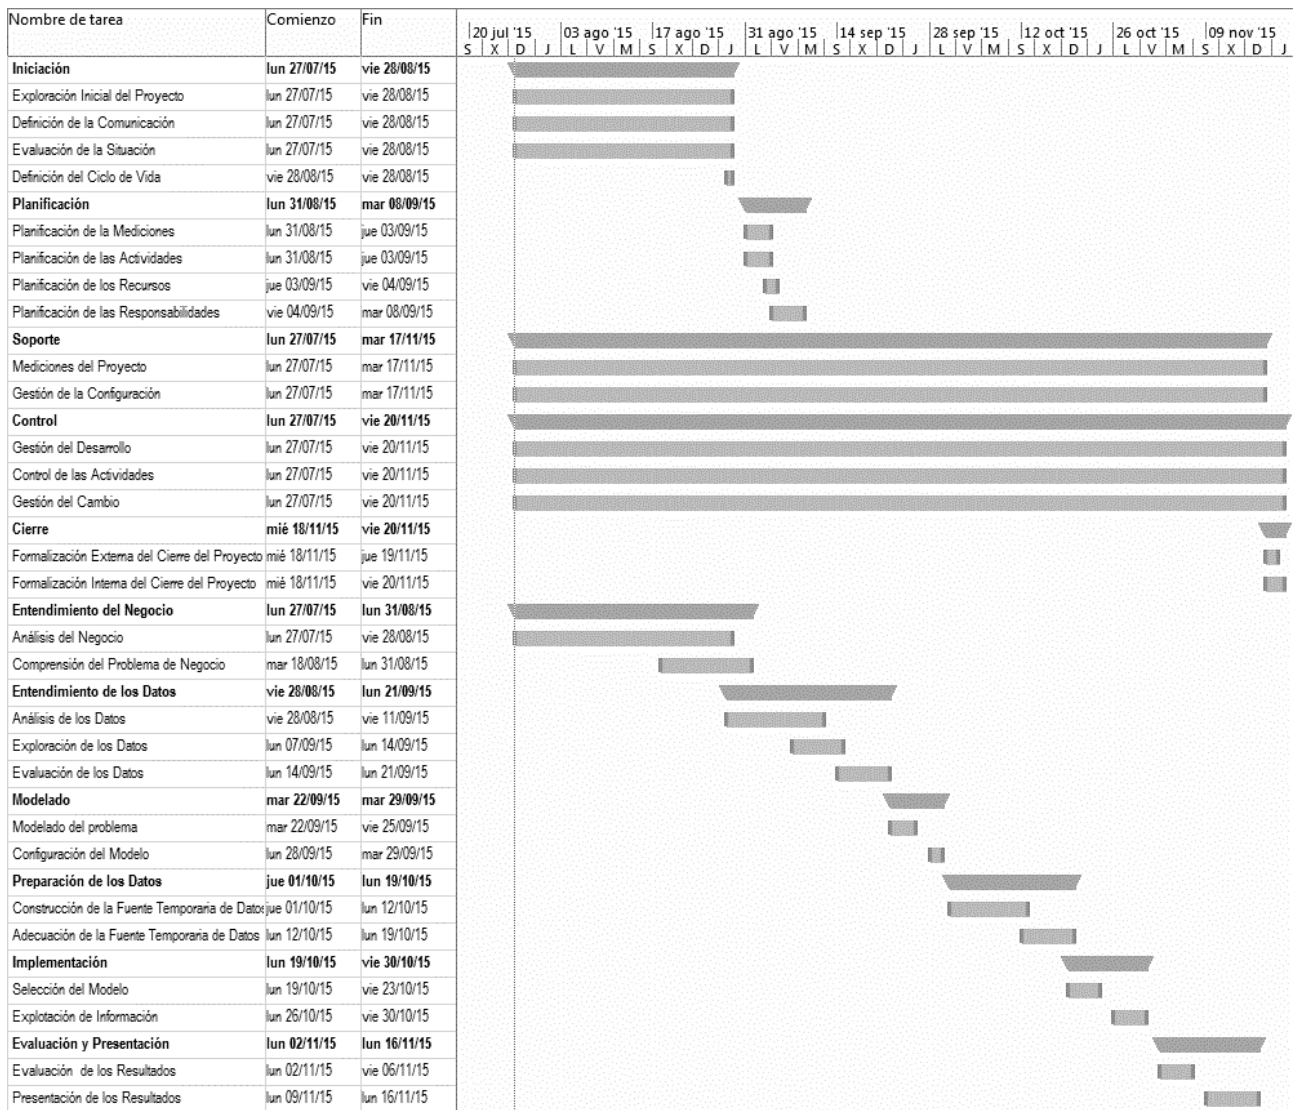 Nombre de tarea Comienzo Fin
20 jul '15 03 ago '15 17 ago '15 31 ago '15 14 sep '15 28 sep '15 12 oct '15 26 oct '15 09 nov '15
S X D J L V M S X D J L V M S X D J L V M S X D J L V M S X D J
Iniciación lun 27/07/15 vie 28/08/15
Exploración Inicial del Proyecto lun 27/07/15 vie 28/08/15
Definición de la Comunicación lun 27/07/15 vie 28/08/15
Evaluación de la Situación lun 27/07/15 vie 28/08/15
Definición del Ciclo de Vida vie 28/08/15 vie 28/08/15
Planificación lun 31/08/15 mar 08/09/15
Planificación de la Mediciones lun 31/08/15 jue 03/09/15
Planificación de las Actividades lun 31/08/15 jue 03/09/15
Planificación de los Recursos jue 03/09/15 vie 04/09/15
Planificación de las Responsabilidades vie 04/09/15 mar 08/09/15
Soporte lun 27/07/15 mar 17/11/15
Mediciones del Proyecto lun 27/07/15 mar 17/11/15
Gestión de la Configuración lun 27/07/15 mar 17/11/15
Control lun 27/07/15 vie 20/11/15
Gestión del Desarrollo lun 27/07/15 vie 20/11/15
Control de las Actividades lun 27/07/15 vie 20/11/15
Gestión del Cambio lun 27/07/15 vie 20/11/15
Cierre mié 18/11/15 vie 20/11/15
Formalización Externa del Cierre del Proyecto mié 18/11/15 jue 19/11/15
Formalización Interna del Cierre del Proyecto mié 18/11/15 vie 20/11/15
Entendimiento del Negocio lun 27/07/15 lun 31/08/15
Análisis del Negocio lun 27/07/15 vie 28/08/15
Comprensión del Problema de Negocio mar 18/08/15 lun 31/08/15
Entendimiento de los Datos vie 28/08/15 lun 21/09/15
Análisis de los Datos vie 28/08/15 vie 11/09/15
Exploración de los Datos lun 07/09/15 lun 14/09/15
Evaluación de los Datos lun 14/09/15 lun 21/09/15
Modelado mar 22/09/15 mar 29/09/15
Modelado del problema mar 22/09/15 vie 25/09/15
Configuración del Modelo lun 28/09/15 mar 29/09/15
Preparación de los Datos jue 01/10/15 lun 19/10/15
Construcción de la Fuente Temporaria de Datos jue 01/10/15 lun 12/10/15
Adecuación de la Fuente Temporaria de Datos lun 12/10/15 lun 19/10/15
Implementación lun 19/10/15 vie 30/10/15
Selección del Modelo lun 19/10/15 vie 23/10/15
Explotación de Información lun 26/10/15 vie 30/10/15
Evaluación y Presentación lun 02/11/15 lun 16/11/15
Evaluación de los Resultados lun 02/11/15 vie 06/11/15
Presentación de los Resultados lun 09/11/15 lun 16/11/15